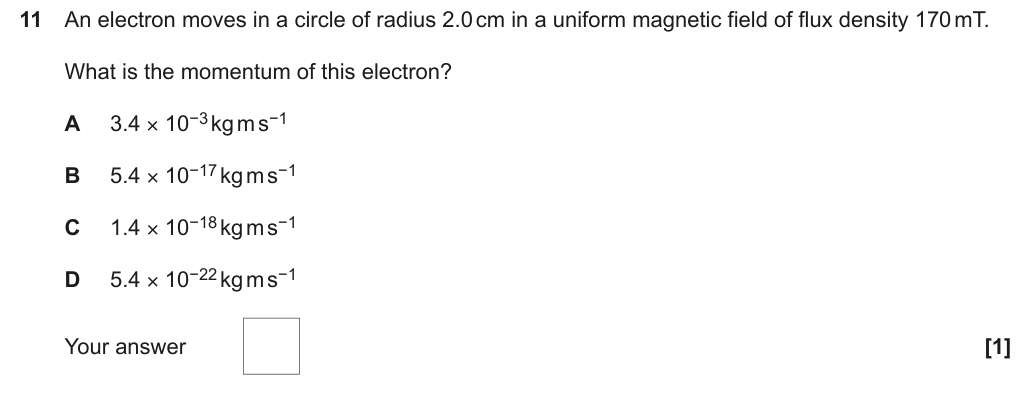 11 An electron moves in a circle of radius 2.0 cm in a uniform magnetic field of flux density 170 mT.
What is the momentum of this electron?
A 3.4 × 10⁻³ kg m s⁻¹
B 5.4 × 10⁻¹⁷ kg m s⁻¹
C 1.4 × 10⁻¹⁸ kg m s⁻¹
D 5.4 × 10⁻²² kg m s⁻¹
Your answer [1]